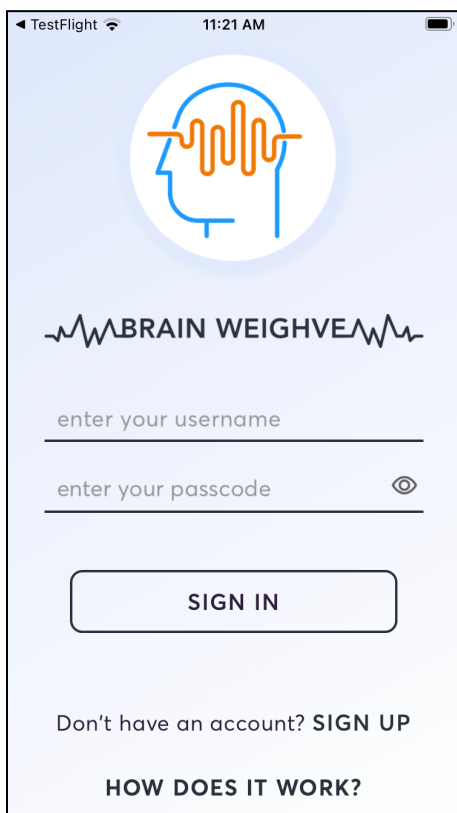 ◀ TestFlight 11:21 AM
BRAIN WEIGHVE
enter your username
enter your passcode
SIGN IN
Don't have an account? SIGN UP
HOW DOES IT WORK?